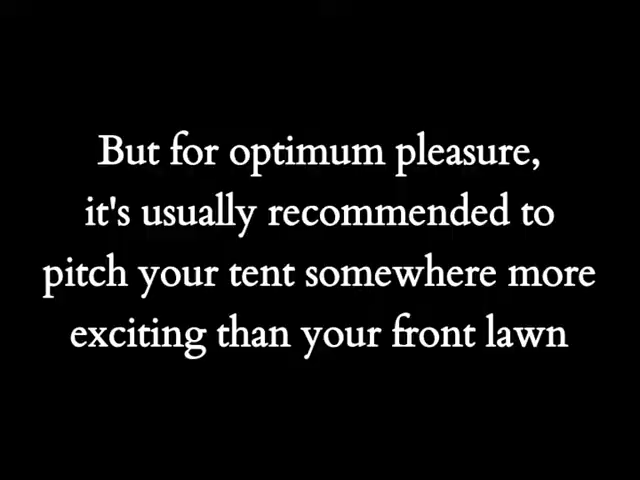 But for optimum pleasure,
it's usually recommended to
pitch your tent somewhere more
exciting than your front lawn